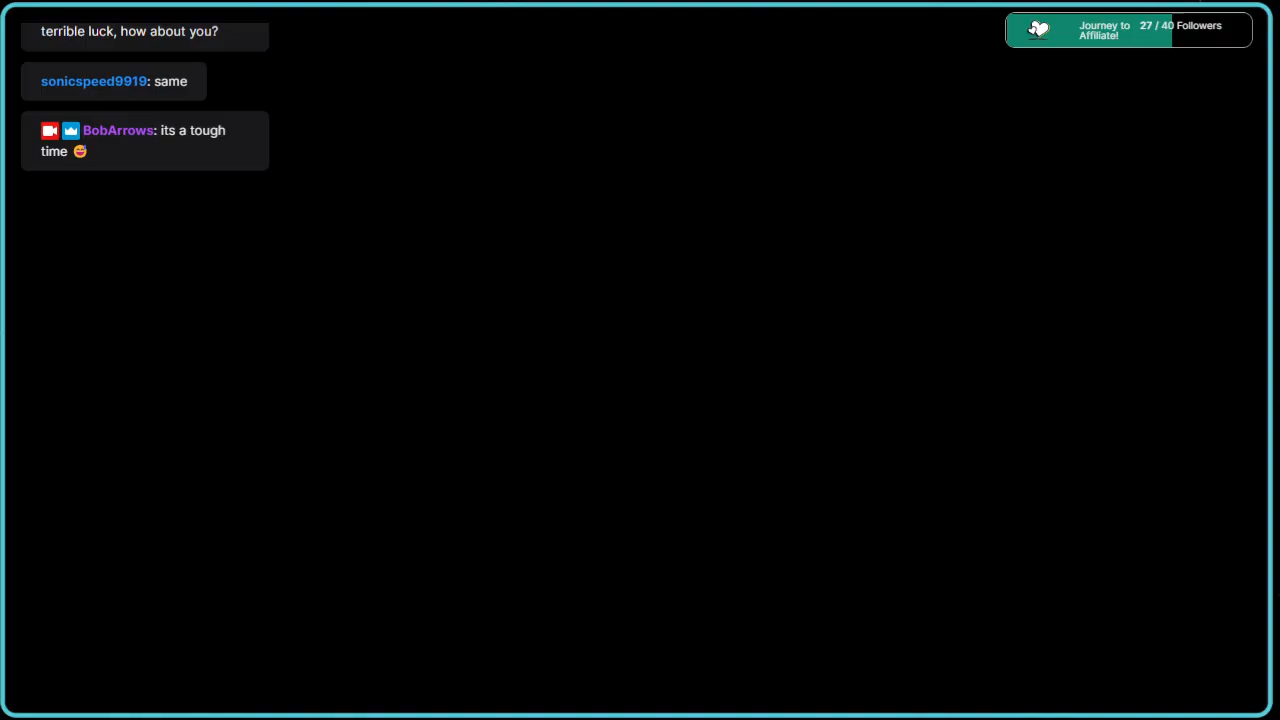 terrible luck, how about you?
sonicspeed9919: same
BobArrows: its a tough
time 😅
Journey to 27 / 40 Followers
Affiliate!